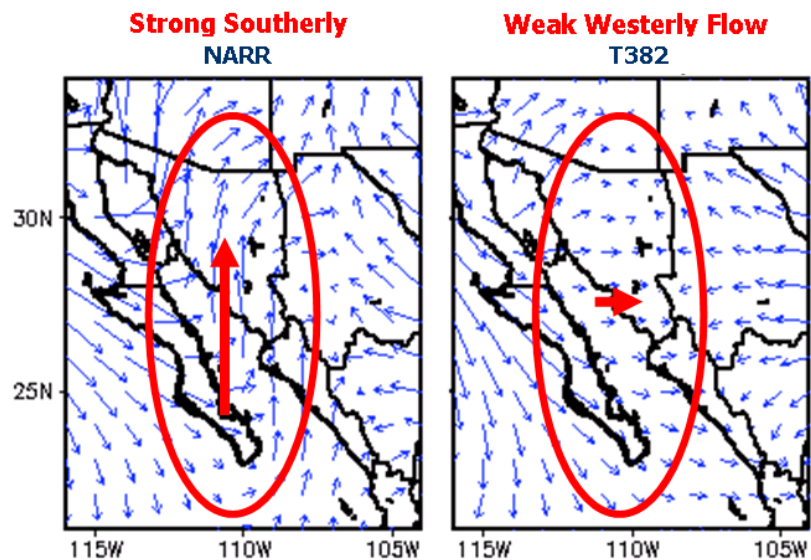 Strong Southerly
NARR
Weak Westerly Flow
T382
30N
25N
115W
110W
105W
115W
110W
105W